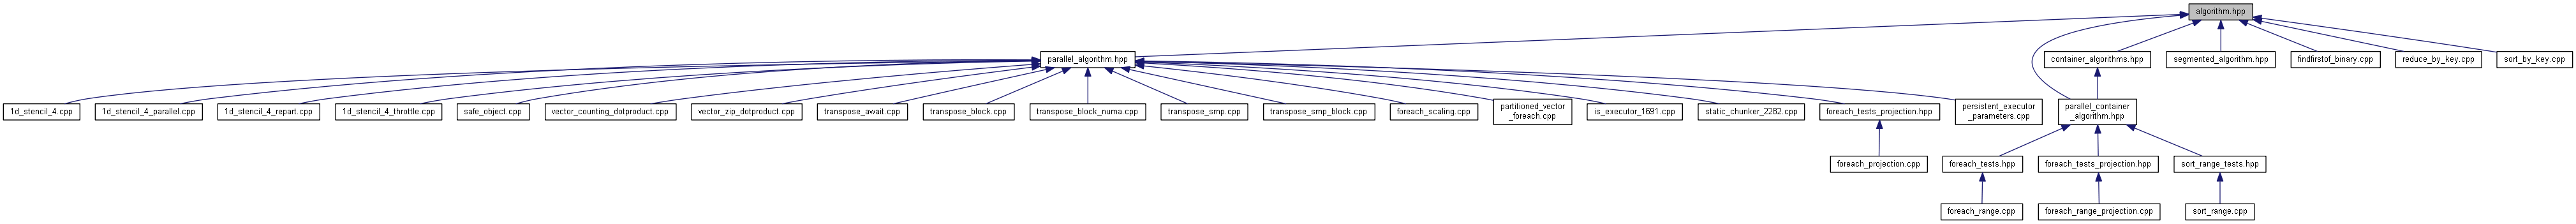 algorithm.hpp
parallel_algorithm.hpp
container_algorithms.hpp
segmented_algorithm.hpp
findfirstof_binary.cpp
reduce_by_key.cpp
sort_by_key.cpp
1d_stencil_4.cpp
1d_stencil_4_parallel.cpp
1d_stencil_4_repart.cpp
1d_stencil_4_throttle.cpp
safe_object.cpp
vector_counting_dotproduct.cpp
vector_zip_dotproduct.cpp
transpose_await.cpp
transpose_block.cpp
transpose_block_numa.cpp
transpose_smp.cpp
transpose_smp_block.cpp
foreach_scaling.cpp
partitioned_vector
_foreach.cpp
is_executor_1691.cpp
static_chunker_2282.cpp
foreach_tests_projection.hpp
persistent_executor
_parameters.cpp
parallel_container
_algorithm.hpp
foreach_projection.cpp
foreach_tests.hpp
foreach_tests_projection.hpp
sort_range_tests.hpp
foreach_range.cpp
foreach_range_projection.cpp
sort_range.cpp